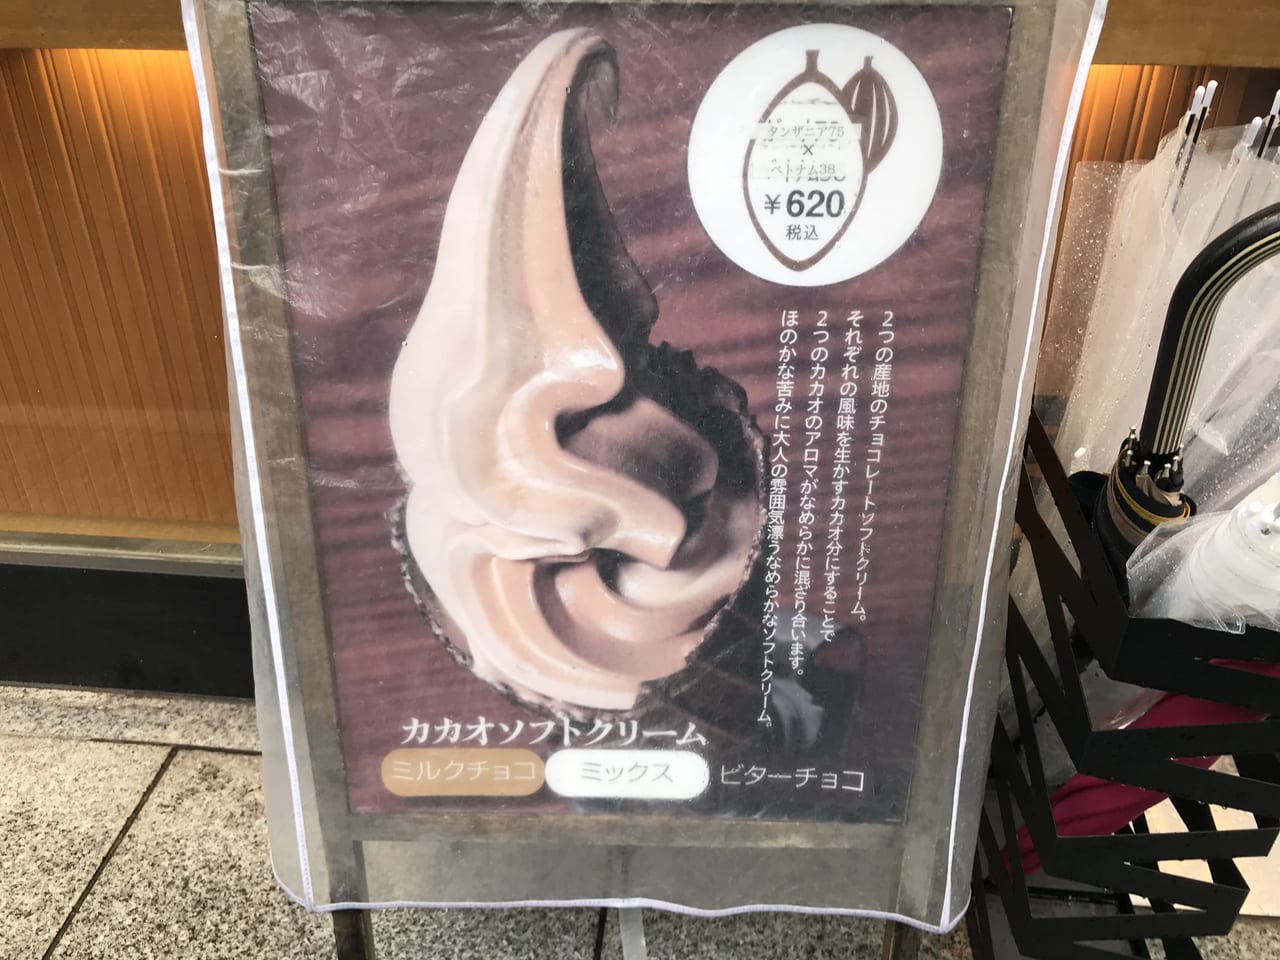 タンザニア75
×
ベトナム38
¥620
税込
2つの産地のチョコレートソフトクリーム。
それぞれの風味を生かすカカオ分にすることで
2つのカカオのアロマがなめらかに混ざり合います。
ほのかな苦みに大人の雰囲気漂うなめらかなソフトクリーム。
カカオソフトクリーム
ミルクチョコ
ミックス
ビターチョコ